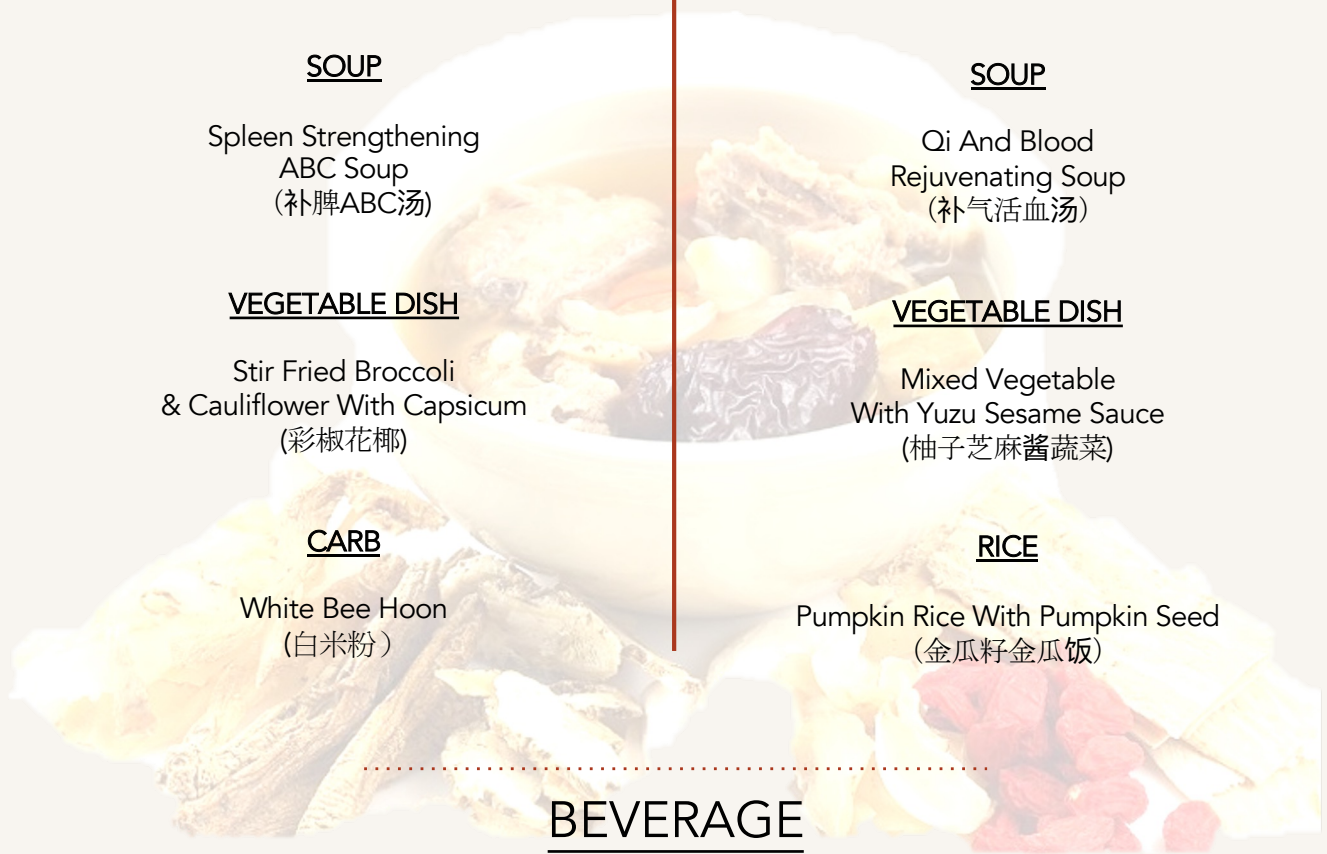 SOUP
Spleen Strengthening
ABC Soup
（补脾ABC汤)
VEGETABLE DISH
Stir Fried Broccoli
& Cauliflower With Capsicum
(彩椒花椰)
CARB
White Bee Hoon
(白米粉）
SOUP
Qi And Blood
Rejuvenating Soup
（补气活血汤）
VEGETABLE DISH
Mixed Vegetable
With Yuzu Sesame Sauce
(柚子芝麻酱蔬菜)
RICE
Pumpkin Rice With Pumpkin Seed
（金瓜籽金瓜饭）
BEVERAGE